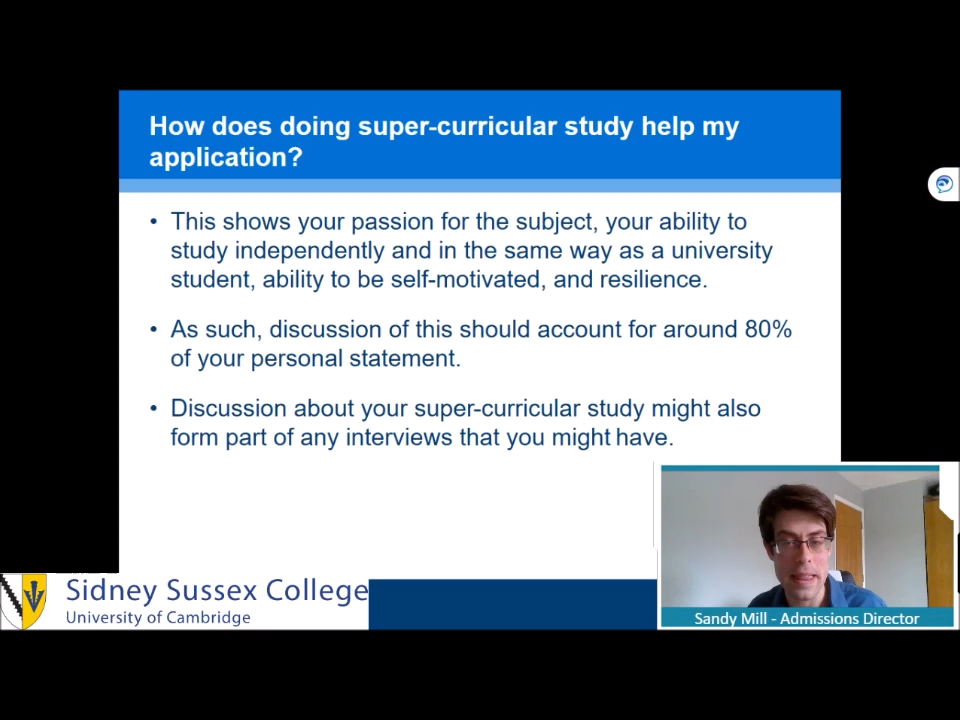 How does doing super-curricular study help my
application?
• This shows your passion for the subject, your ability to
study independently and in the same way as a university
student, ability to be self-motivated, and resilience.
• As such, discussion of this should account for around 80%
of your personal statement.
• Discussion about your super-curricular study might also
form part of any interviews that you might have.
Sidney Sussex College
University of Cambridge
Sandy Mill - Admissions Director